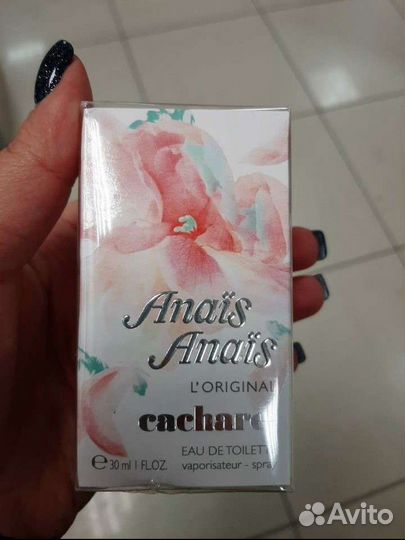 Anaïs
Anaïs
L'ORIGINAL
cacharel
EAU DE TOILETTE
℮ 30 ml 1 FL.OZ. vaporisateur - spray
Avito